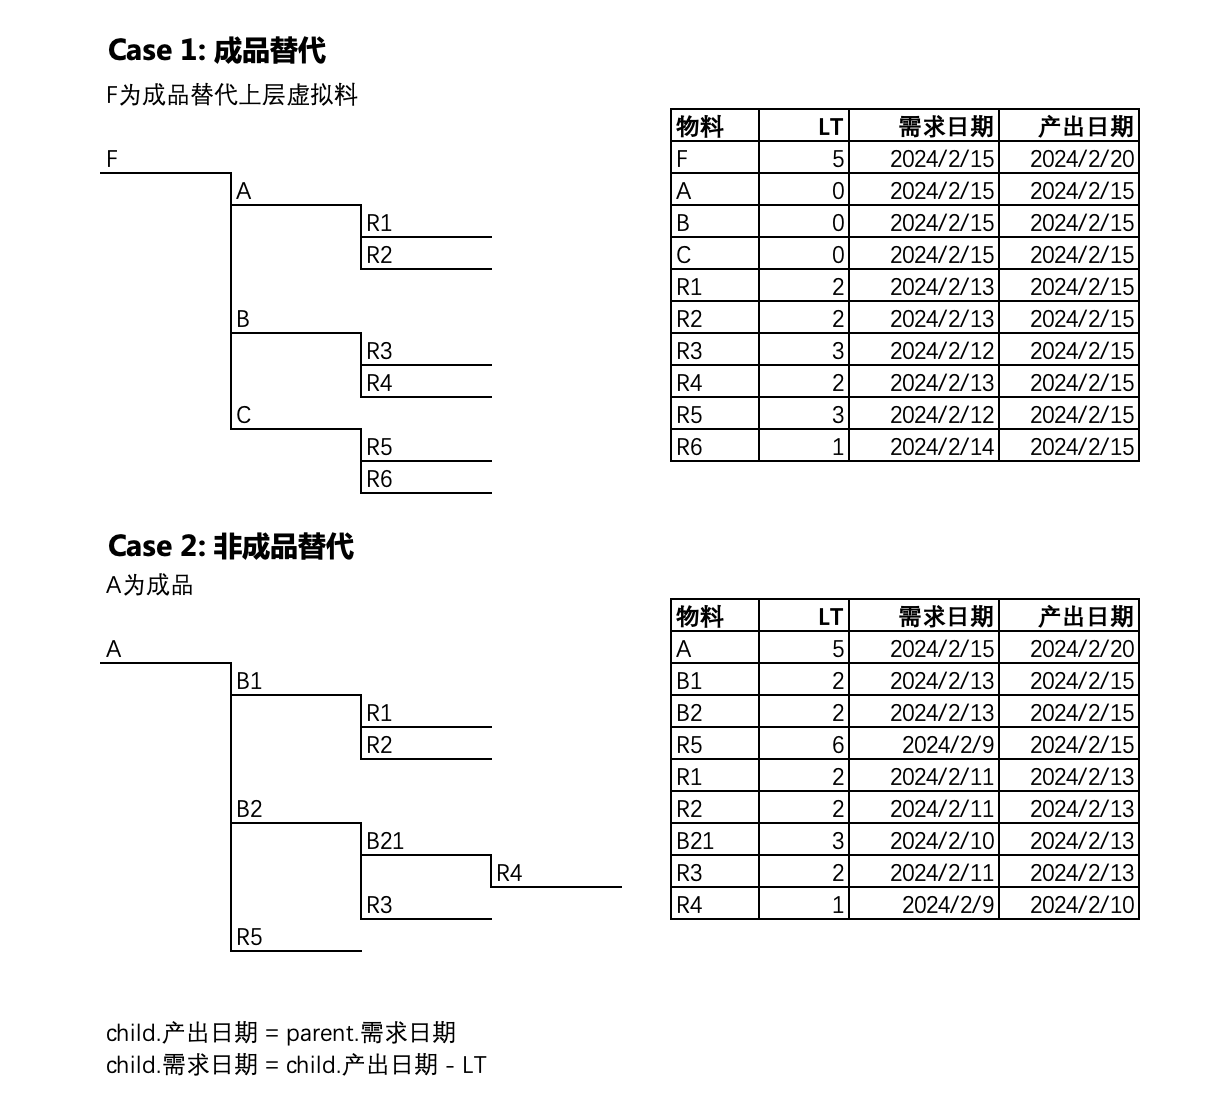 Case 1: 成品替代
F为成品替代上层虚拟料
F
A
R1
R2
B
R3
R4
C
R5
R6
物料 LT 需求日期 产出日期
F 5 2024/2/15 2024/2/20
A 0 2024/2/15 2024/2/15
B 0 2024/2/15 2024/2/15
C 0 2024/2/15 2024/2/15
R1 2 2024/2/13 2024/2/15
R2 2 2024/2/13 2024/2/15
R3 3 2024/2/12 2024/2/15
R4 2 2024/2/13 2024/2/15
R5 3 2024/2/12 2024/2/15
R6 1 2024/2/14 2024/2/15
Case 2: 非成品替代
A为成品
A
B1
R1
R2
B2
B21
R4
R3
R5
物料 LT 需求日期 产出日期
A 5 2024/2/15 2024/2/20
B1 2 2024/2/13 2024/2/15
B2 2 2024/2/13 2024/2/15
R5 6 2024/2/9 2024/2/15
R1 2 2024/2/11 2024/2/13
R2 2 2024/2/11 2024/2/13
B21 3 2024/2/10 2024/2/13
R3 2 2024/2/11 2024/2/13
R4 1 2024/2/9 2024/2/10
child.产出日期 = parent.需求日期
child.需求日期 = child.产出日期 - LT